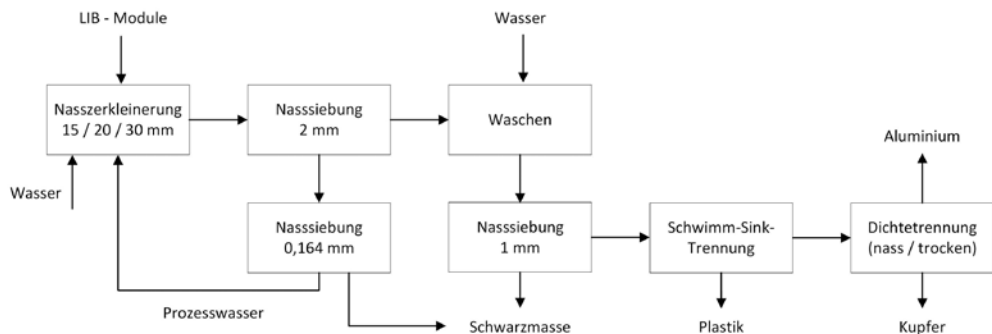 LIB - Module
Wasser
Nasszerkleinerung
15 / 20 / 30 mm
Nasssiebung
2 mm
Waschen
Aluminium
Wasser
Nasssiebung
0,164 mm
Nasssiebung
1 mm
Schwimm-Sink-
Trennung
Dichtetrennung
(nass / trocken)
Prozesswasser
Schwarzmasse
Plastik
Kupfer